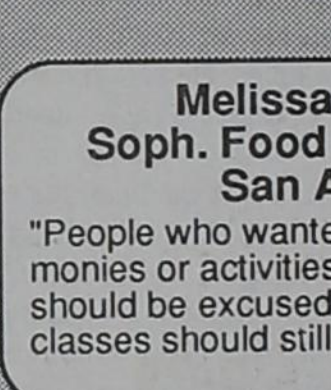 Melissa
Soph. Food
San A
"People who wante
monies or activities
should be excused
classes should still